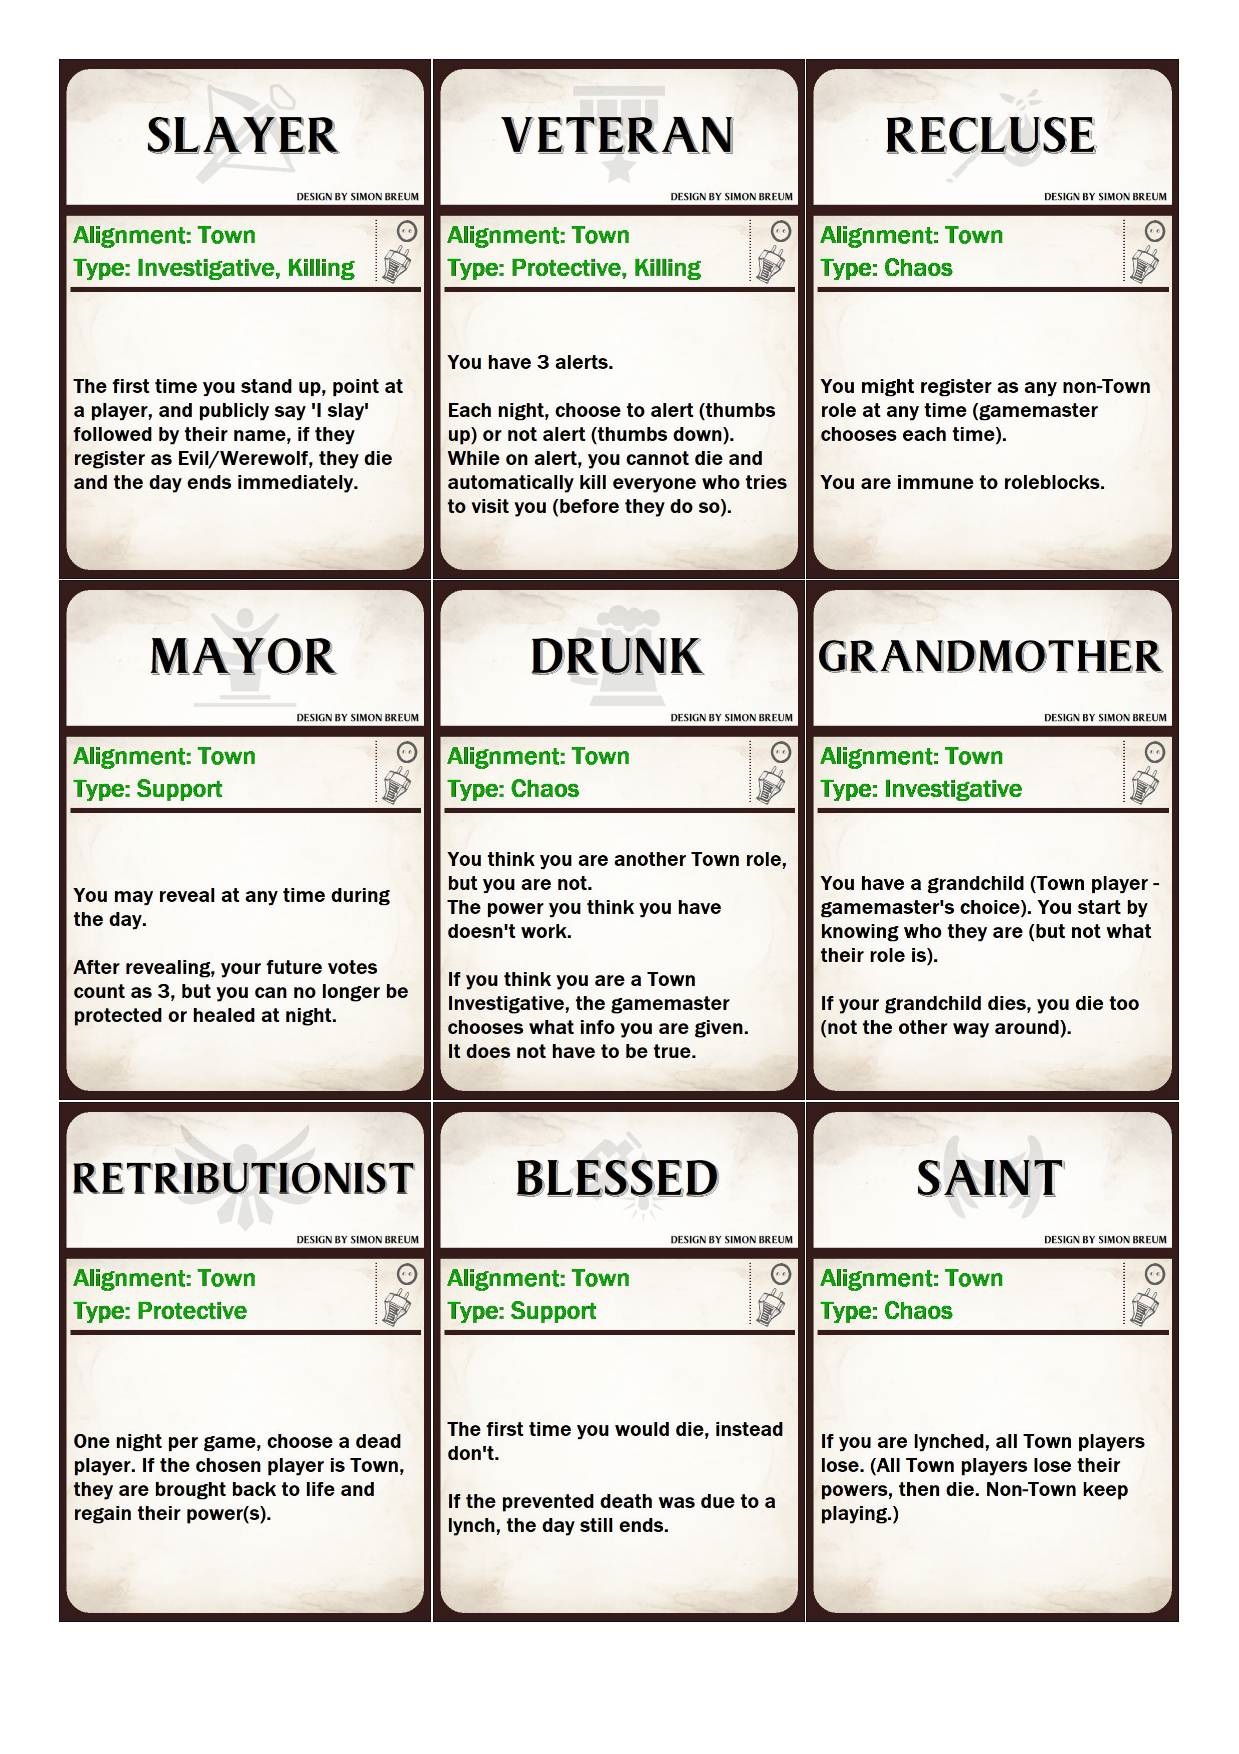 SLAYER
DESIGN BY SIMON BREUM
Alignment: Town
Type: Investigative, Killing
The first time you stand up, point at
a player, and publicly say 'I slay'
followed by their name, if they
register as Evil/Werewolf, they die
and the day ends immediately.
VETERAN
DESIGN BY SIMON BREUM
Alignment: Town
Type: Protective, Killing
You have 3 alerts.
Each night, choose to alert (thumbs
up) or not alert (thumbs down).
While on alert, you cannot die and
automatically kill everyone who tries
to visit you (before they do so).
RECLUSE
DESIGN BY SIMON BREUM
Alignment: Town
Type: Chaos
You might register as any non-Town
role at any time (gamemaster
chooses each time).
You are immune to roleblocks.
MAYOR
DESIGN BY SIMON BREUM
Alignment: Town
Type: Support
You may reveal at any time during
the day.
After revealing, your future votes
count as 3, but you can no longer be
protected or healed at night.
DRUNK
DESIGN BY SIMON BREUM
Alignment: Town
Type: Chaos
You think you are another Town role,
but you are not.
The power you think you have
doesn't work.
If you think you are a Town
Investigative, the gamemaster
chooses what info you are given.
It does not have to be true.
GRANDMOTHER
DESIGN BY SIMON BREUM
Alignment: Town
Type: Investigative
You have a grandchild (Town player -
gamemaster's choice). You start by
knowing who they are (but not what
their role is).
If your grandchild dies, you die too
(not the other way around).
RETRIBUTIONIST
DESIGN BY SIMON BREUM
Alignment: Town
Type: Protective
One night per game, choose a dead
player. If the chosen player is Town,
they are brought back to life and
regain their power(s).
BLESSED
DESIGN BY SIMON BREUM
Alignment: Town
Type: Support
The first time you would die, instead
don't.
If the prevented death was due to a
lynch, the day still ends.
SAINT
DESIGN BY SIMON BREUM
Alignment: Town
Type: Chaos
If you are lynched, all Town players
lose. (All Town players lose their
powers, then die. Non-Town keep
playing.)